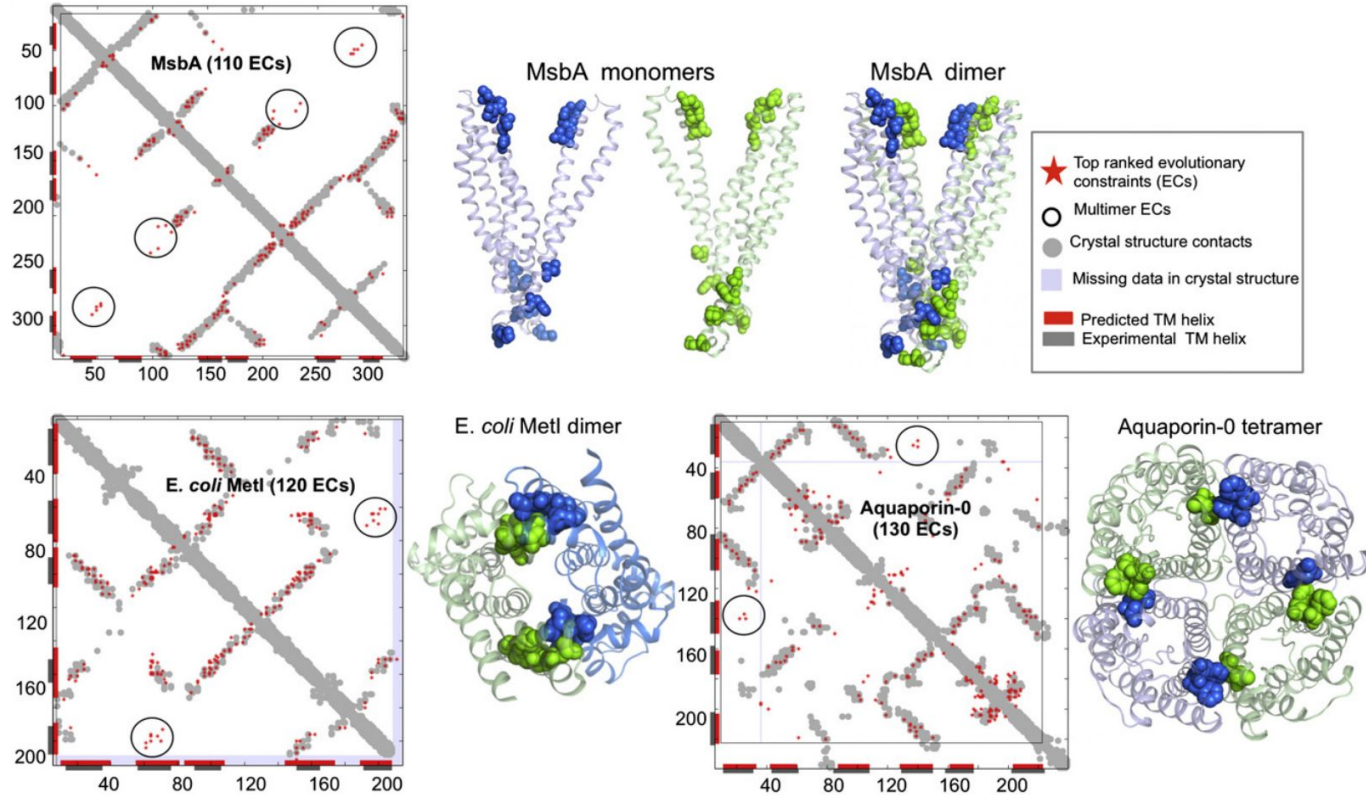 MsbA (110 ECs)
50
100
150
200
250
300
50 100 150 200 250 300
MsbA monomers
MsbA dimer
Top ranked evolutionary
constraints (ECs)
Multimer ECs
Crystal structure contacts
Missing data in crystal structure
Predicted TM helix
Experimental TM helix
E. coli MetI (120 ECs)
40
80
120
160
200
40 80 120 160 200
E. coli MetI dimer
Aquaporin-0
(130 ECs)
40
80
120
160
200
40 80 120 160 200
Aquaporin-0 tetramer